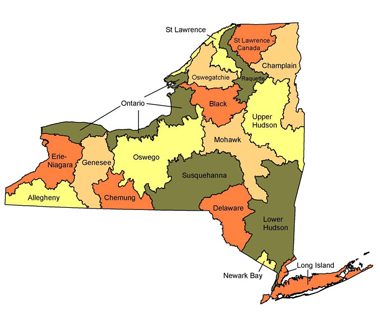 St Lawrence
St Lawrence -
Canada
Champlain
Oswegatchie
Raquette
Ontario
Black
Upper
Hudson
Mohawk
Erie-
Niagara
Genesee
Oswego
Susquehanna
Allegheny
Chemung
Delaware
Lower
Hudson
Long Island
Newark Bay